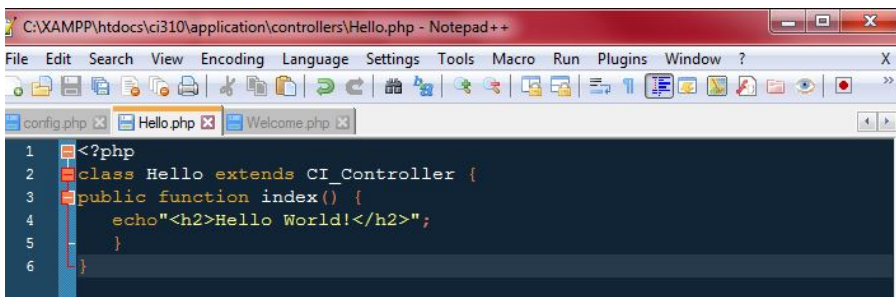 C:\XAMPP\htdocs\ci310\application\controllers\Hello.php - Notepad++
File Edit Search View Encoding Language Settings Tools Macro Run Plugins Window ? X
config.php Hello.php Welcome.php
1 <?php
2 class Hello extends CI_Controller {
3 public function index() {
4 echo"<h2>Hello World!</h2>";
5 }
6 }